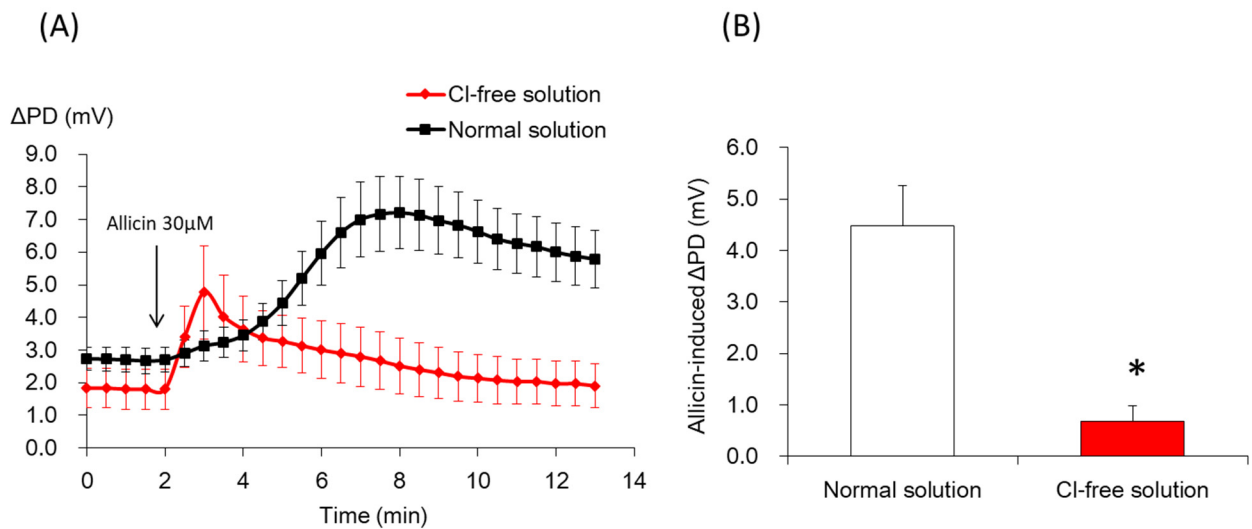 (A)
(B)
Cl-free solution
Normal solution
ΔPD (mV)
9.0
8.0
7.0
6.0
5.0
4.0
3.0
2.0
1.0
0.0
Allicin 30μM
0 2 4 6 8 10 12 14
Time (min)
Allicin-induced ΔPD (mV)
6.0
5.0
4.0
3.0
2.0
1.0
0.0
*
Normal solution Cl-free solution